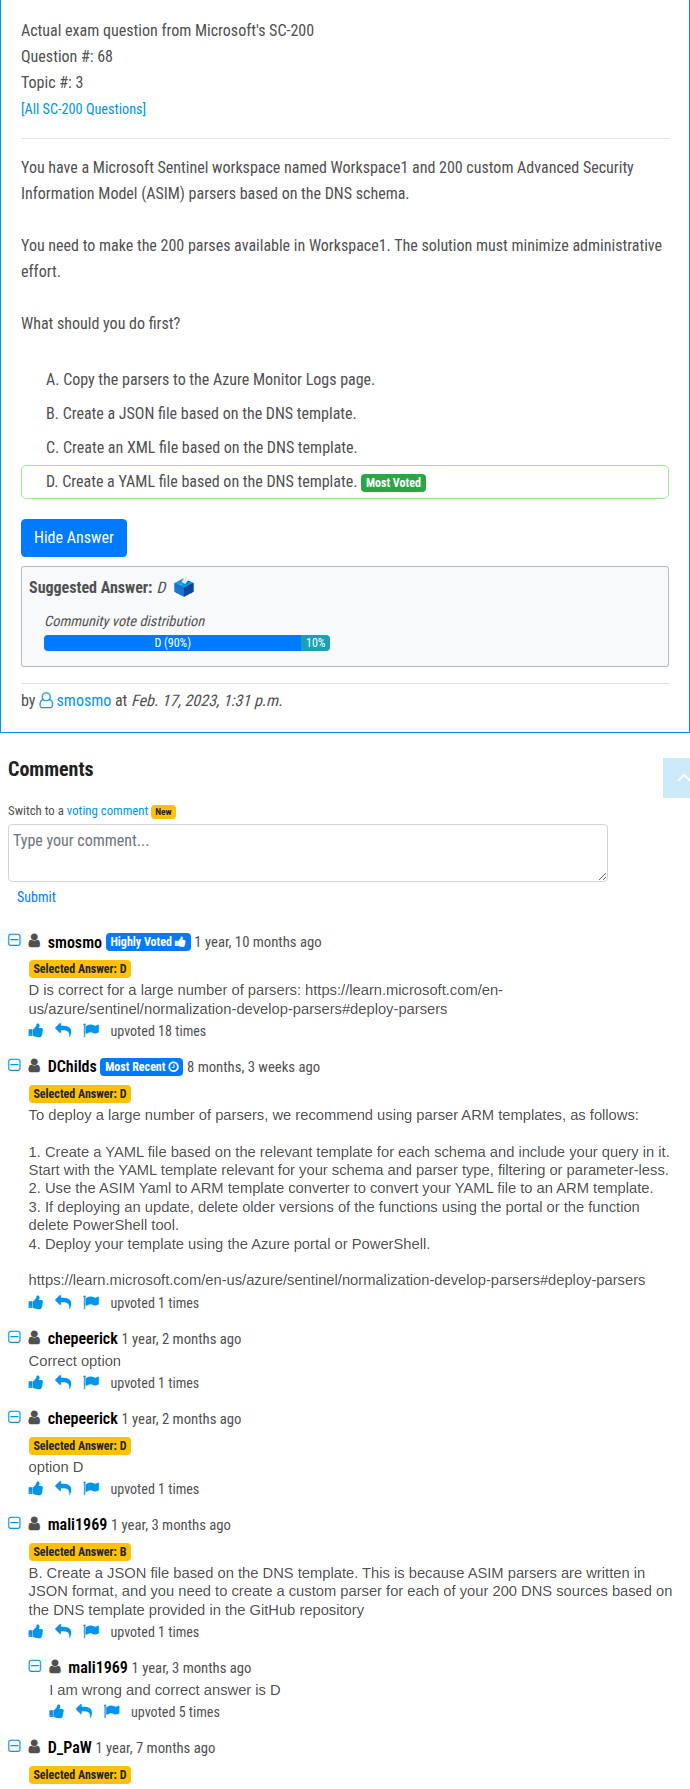 Actual exam question from Microsoft's SC-200
Question #: 68
Topic #: 3
[All SC-200 Questions]
You have a Microsoft Sentinel workspace named Workspace1 and 200 custom Advanced Security
Information Model (ASIM) parsers based on the DNS schema.
You need to make the 200 parses available in Workspace1. The solution must minimize administrative
effort.
What should you do first?
A. Copy the parsers to the Azure Monitor Logs page.
B. Create a JSON file based on the DNS template.
C. Create an XML file based on the DNS template.
D. Create a YAML file based on the DNS template. Most Voted
Hide Answer
Suggested Answer: D
Community vote distribution
D (90%) 10%
by smosmo at Feb. 17, 2023, 1:31 p.m.
Comments
Switch to a voting comment New
Type your comment...
Submit
smosmo Highly Voted 1 year, 10 months ago
Selected Answer: D
D is correct for a large number of parsers: https://learn.microsoft.com/en-
us/azure/sentinel/normalization-develop-parsers#deploy-parsers
upvoted 18 times
DChilds Most Recent 8 months, 3 weeks ago
Selected Answer: D
To deploy a large number of parsers, we recommend using parser ARM templates, as follows:
1. Create a YAML file based on the relevant template for each schema and include your query in it.
Start with the YAML template relevant for your schema and parser type, filtering or parameter-less.
2. Use the ASIM Yaml to ARM template converter to convert your YAML file to an ARM template.
3. If deploying an update, delete older versions of the functions using the portal or the function
delete PowerShell tool.
4. Deploy your template using the Azure portal or PowerShell.
https://learn.microsoft.com/en-us/azure/sentinel/normalization-develop-parsers#deploy-parsers
upvoted 1 times
chepeerick 1 year, 2 months ago
Correct option
upvoted 1 times
chepeerick 1 year, 2 months ago
Selected Answer: D
option D
upvoted 1 times
mali1969 1 year, 3 months ago
Selected Answer: B
B. Create a JSON file based on the DNS template. This is because ASIM parsers are written in
JSON format, and you need to create a custom parser for each of your 200 DNS sources based on
the DNS template provided in the GitHub repository
upvoted 1 times
mali1969 1 year, 3 months ago
I am wrong and correct answer is D
upvoted 5 times
D_PaW 1 year, 7 months ago
Selected Answer: D